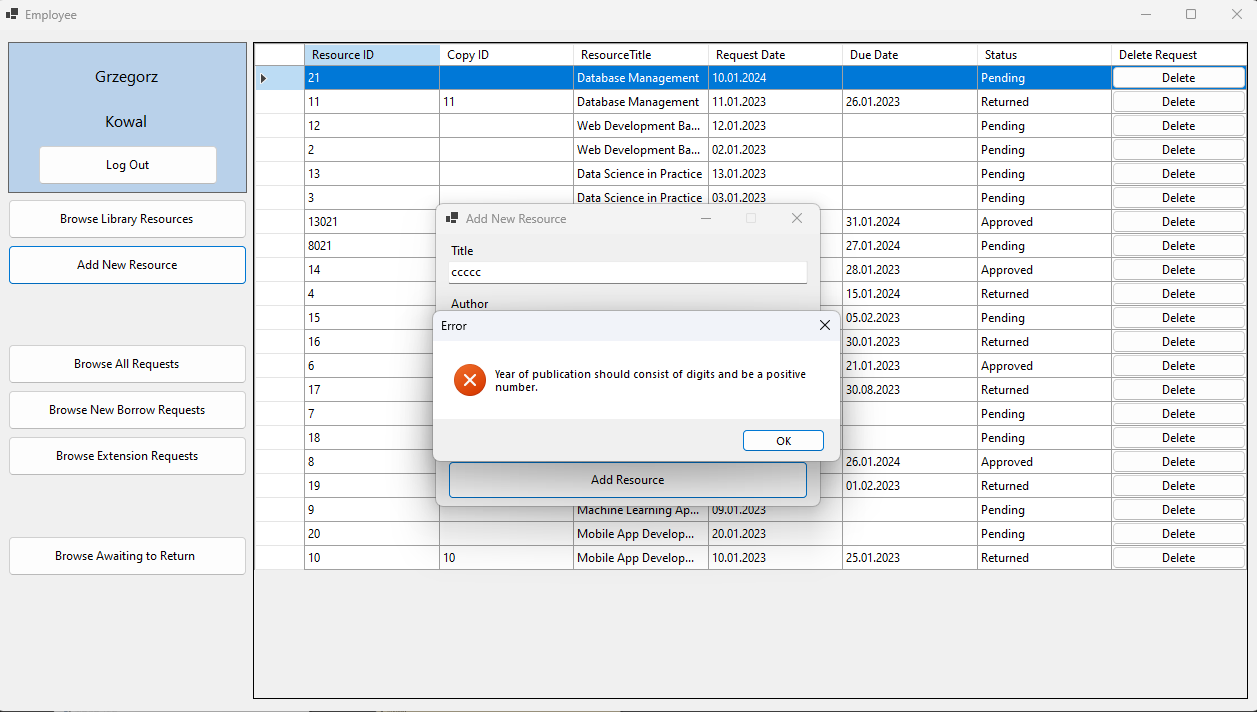 Employee
Grzegorz
Kowal
Log Out
Browse Library Resources
Add New Resource
Browse All Requests
Browse New Borrow Requests
Browse Extension Requests
Browse Awaiting to Return
Resource ID Copy ID ResourceTitle Request Date Due Date Status Delete Request
21 Database Management 10.01.2024 Pending Delete
11 11 Database Management 11.01.2023 26.01.2023 Returned Delete
12 Web Development Ba... 12.01.2023 Pending Delete
2 Web Development Ba... 02.01.2023 Pending Delete
13 Data Science in Practice 13.01.2023 Pending Delete
3 Data Science in Practice 03.01.2023 Pending Delete
13021 31.01.2024 Approved Delete
8021 27.01.2024 Pending Delete
14 28.01.2023 Approved Delete
4 15.01.2024 Returned Delete
15 05.02.2023 Pending Delete
16 30.01.2023 Returned Delete
6 21.01.2023 Approved Delete
17 30.08.2023 Returned Delete
7 Pending Delete
18 Pending Delete
8 26.01.2024 Approved Delete
19 01.02.2023 Returned Delete
9 Machine Learning Ap... 09.01.2023 Pending Delete
20 Mobile App Develop... 20.01.2023 Pending Delete
10 10 Mobile App Develop... 10.01.2023 25.01.2023 Returned Delete
Add New Resource
Title
ccccc
Author
Error
Year of publication should consist of digits and be a positive
number.
OK
Add Resource